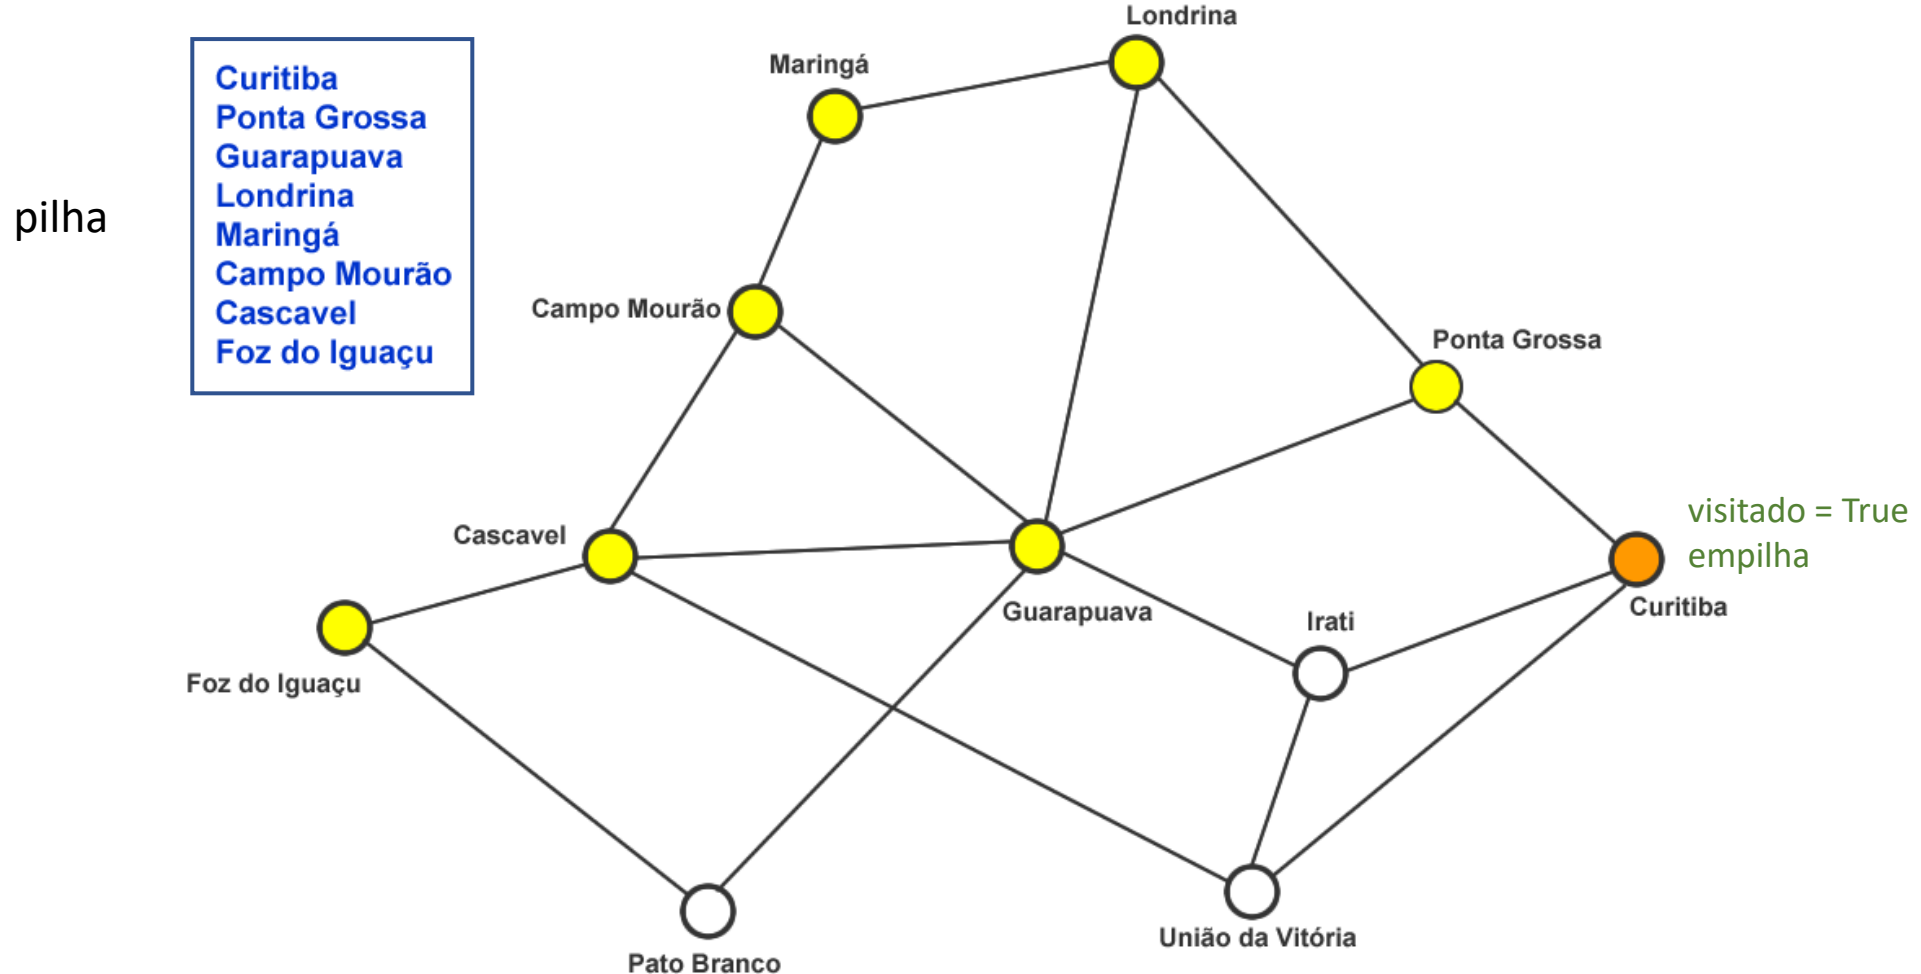 pilha
Curitiba
Ponta Grossa
Guarapuava
Londrina
Maringá
Campo Mourão
Cascavel
Foz do Iguaçu
Londrina
Maringá
Campo Mourão
Ponta Grossa
visitado = True
empilha
Cascavel
Guarapuava
Curitiba
Irati
Foz do Iguaçu
União da Vitória
Pato Branco